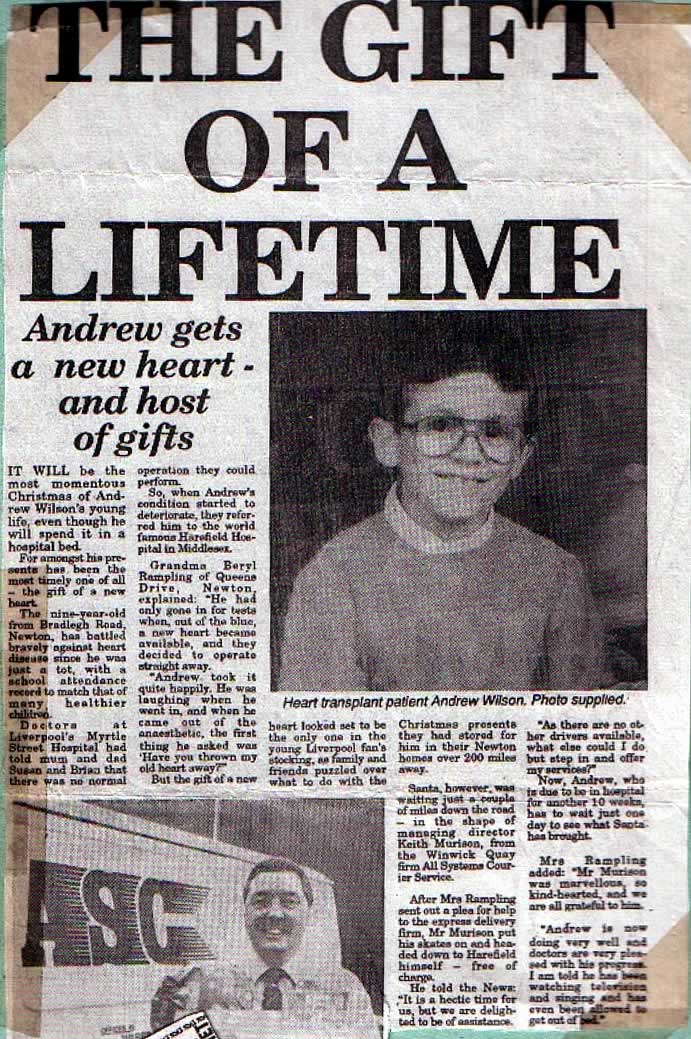 THE GIFT
OF A
LIFETIME
Andrew gets
a new heart -
and host
of gifts
IT WILL be the
most momentous
Christmas of And-
rew Wilson's young
life, even though he
will spend it in a
hospital bed.
For amongst his pre-
sents has been the
most timely one of all
– the gift of a new
heart.
The nine-year-old
from Bradlegh Road,
Newton, has battled
bravely against heart
disease since he was
just a tot, with a
school attendance
record to match that of
many healthier
children.
Doctors at
Liverpool's Myrtle
Street Hospital had
told mum and dad
Susan and Brian that
there was no normal
operation they could
perform.
So, when Andrew's
condition started to
deteriorate, they refer-
red him to the world
famous Harefield Hos-
pital in Middlesex.
Grandma Beryl
Rampling of Queens
Drive, Newton,
explained: "He had
only gone in for tests
when, out of the blue,
a new heart became
available, and they
decided to operate
straight away.
"Andrew took it
quite happily. He was
laughing when he
went in, and when he
came out of the
anaesthetic, the first
thing he asked was
'Have you thrown my
old heart away?'"
But the gift of a new
Heart transplant patient Andrew Wilson. Photo supplied.
heart looked set to be
the only one in the
young Liverpool fan's
stocking, as family and
friends puzzled over
what to do with the
Christmas presents
they had stored for
him in their Newton
homes over 200 miles
away.
Santa, however, was
waiting just a couple
of miles down the road
– in the shape of
managing director
Keith Murison, from
the Winwick Quay
firm All Systems Cour-
ier Service.
After Mrs Rampling
sent out a plea for help
to the express delivery
firm, Mr Murison put
his skates on and hea-
ded down to Harefield
himself – free of
charge.
He told the News:
"It is a hectic time for
us, but we are deligh-
ted to be of assistance.
"As there are no ot-
her drivers available,
what else could I do
but step in and offer
my services?"
Now, Andrew, who
is due to be in hospital
for another 10 weeks,
has to wait just one
day to see what Santa
has brought.
Mrs Rampling
added: "Mr Murison
was marvellous, so
kind-hearted, and we
are all grateful to him.
"Andrew is now
doing very well and
doctors are very plea-
sed with his progress.
I am told he has been
watching television
and singing and has
even been allowed to
get out of bed."
ASC